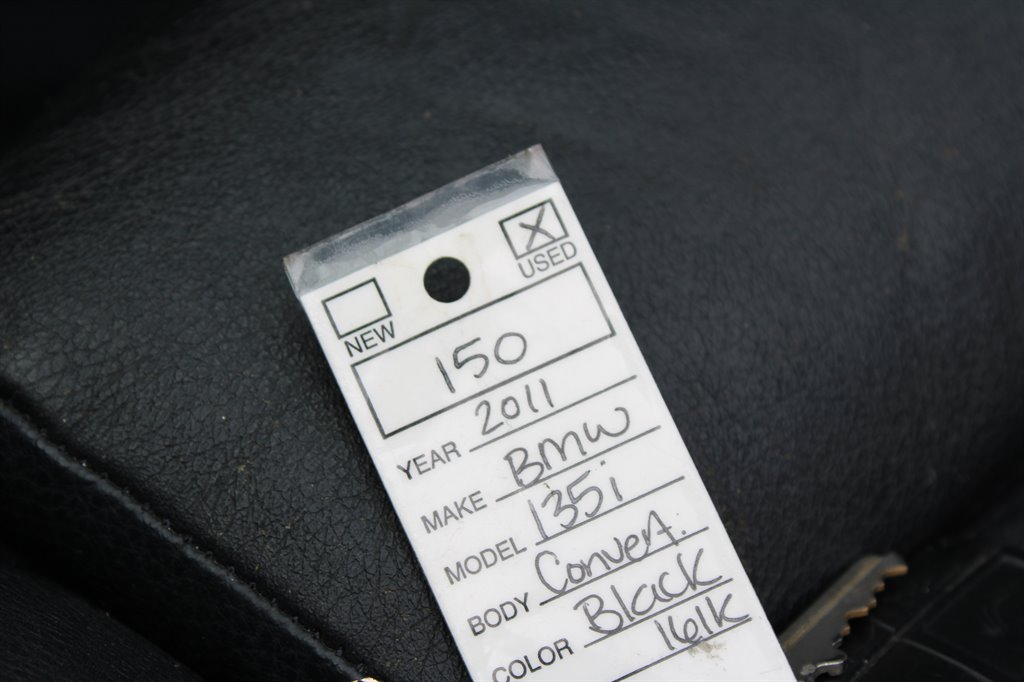 X
NEW USED
150
YEAR 2011
MAKE BMW
MODEL 135i
BODY Convert.
COLOR Black
161k